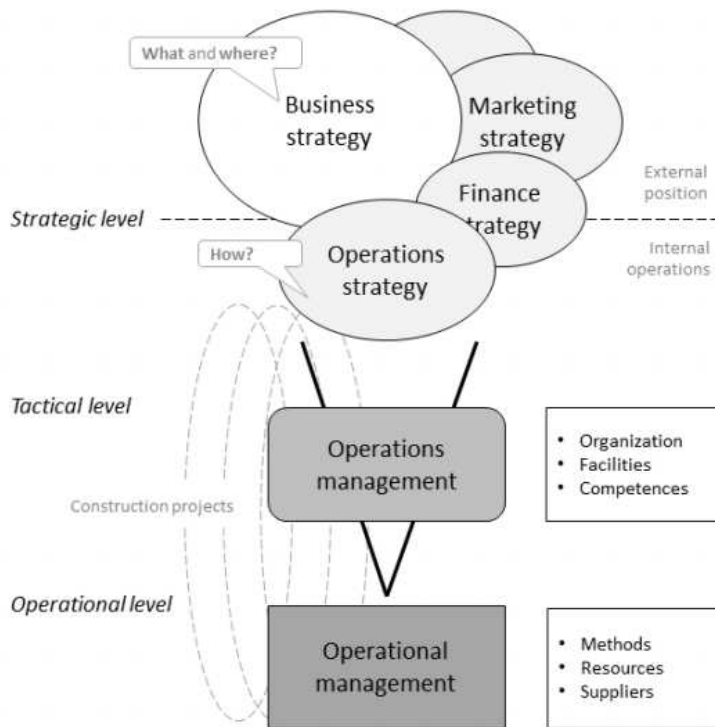 What and where?
Business
strategy
Marketing
strategy
Finance
strategy
External
position
Strategic level
Internal
operations
How?
Operations
strategy
Tactical level
Operations
management
• Organization
• Facilities
• Competences
Construction projects
Operational level
Operational
management
• Methods
• Resources
• Suppliers